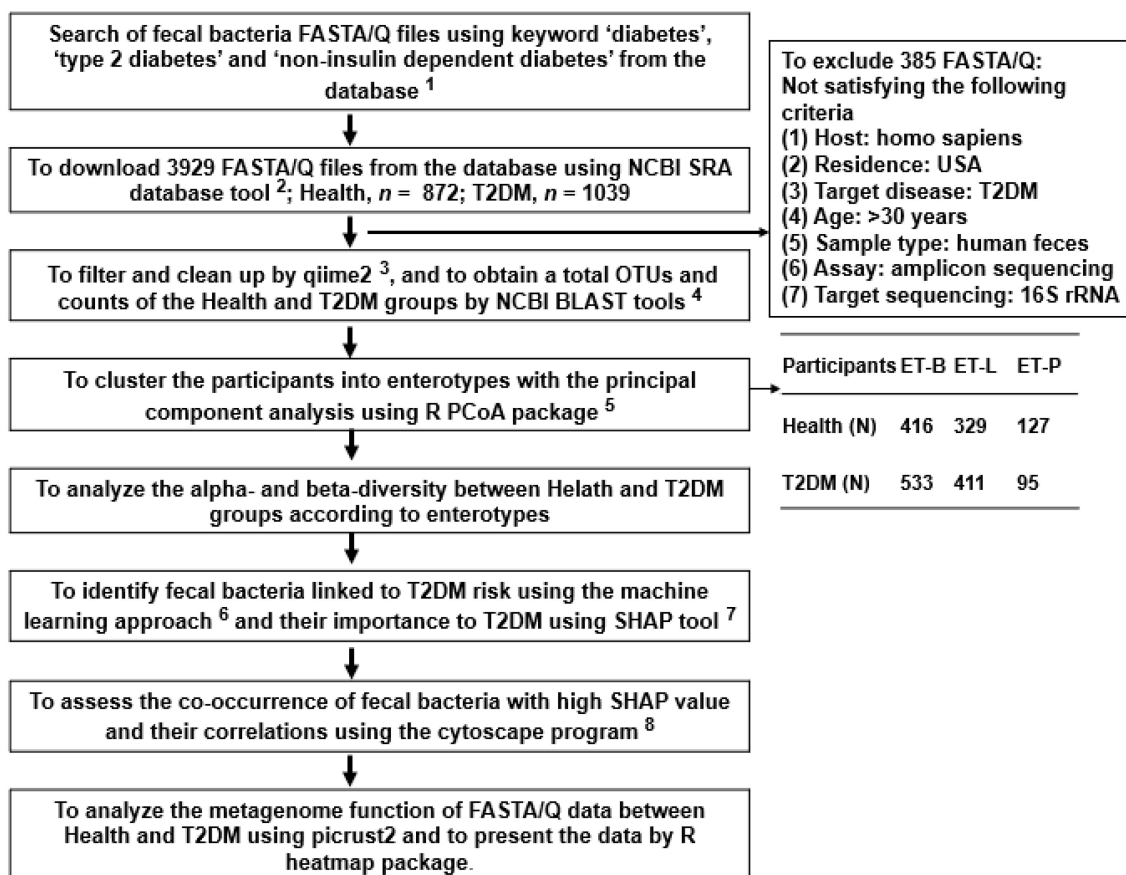 Search of fecal bacteria FASTA/Q files using keyword ‘diabetes’,
‘type 2 diabetes’ and ‘non-insulin dependent diabetes’ from the
database 1
To download 3929 FASTA/Q files from the database using NCBI SRA
database tool 2; Health, n = 872; T2DM, n = 1039
To exclude 385 FASTA/Q:
Not satisfying the following
criteria
(1) Host: homo sapiens
(2) Residence: USA
(3) Target disease: T2DM
(4) Age: >30 years
(5) Sample type: human feces
(6) Assay: amplicon sequencing
(7) Target sequencing: 16S rRNA
To filter and clean up by qiime2 3, and to obtain a total OTUs and
counts of the Health and T2DM groups by NCBI BLAST tools 4
To cluster the participants into enterotypes with the principal
component analysis using R PCoA package 5
Participants ET-B ET-L ET-P
Health (N) 416 329 127
T2DM (N) 533 411 95
To analyze the alpha- and beta-diversity between Helath and T2DM
groups according to enterotypes
To identify fecal bacteria linked to T2DM risk using the machine
learning approach 6 and their importance to T2DM using SHAP tool 7
To assess the co-occurrence of fecal bacteria with high SHAP value
and their correlations using the cytoscape program 8
To analyze the metagenome function of FASTA/Q data between
Health and T2DM using picrust2 and to present the data by R
heatmap package.